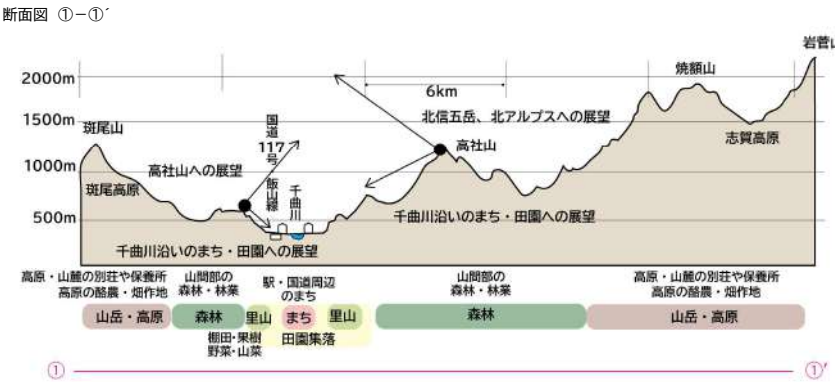 断面図 ①－①´
岩菅山
焼額山
2000m
6km
北信五岳、北アルプスへの展望
国道117号・飯山線
1500m
斑尾山
志賀高原
高社山
1000m
高社山への展望
千曲川
斑尾高原
500m
千曲川沿いのまち・田園への展望
千曲川沿いのまち・田園への展望
高原・山麓の別荘や保養所
高原の酪農・畑作地
山間部の
森林・林業
駅・国道周辺
のまち
山間部の
森林・林業
高原・山麓の別荘や保養所
高原の酪農・畑作地
山岳・高原
森林
里山
まち
里山
森林
山岳・高原
棚田・果樹
野菜・山菜
田園集落
①
①′